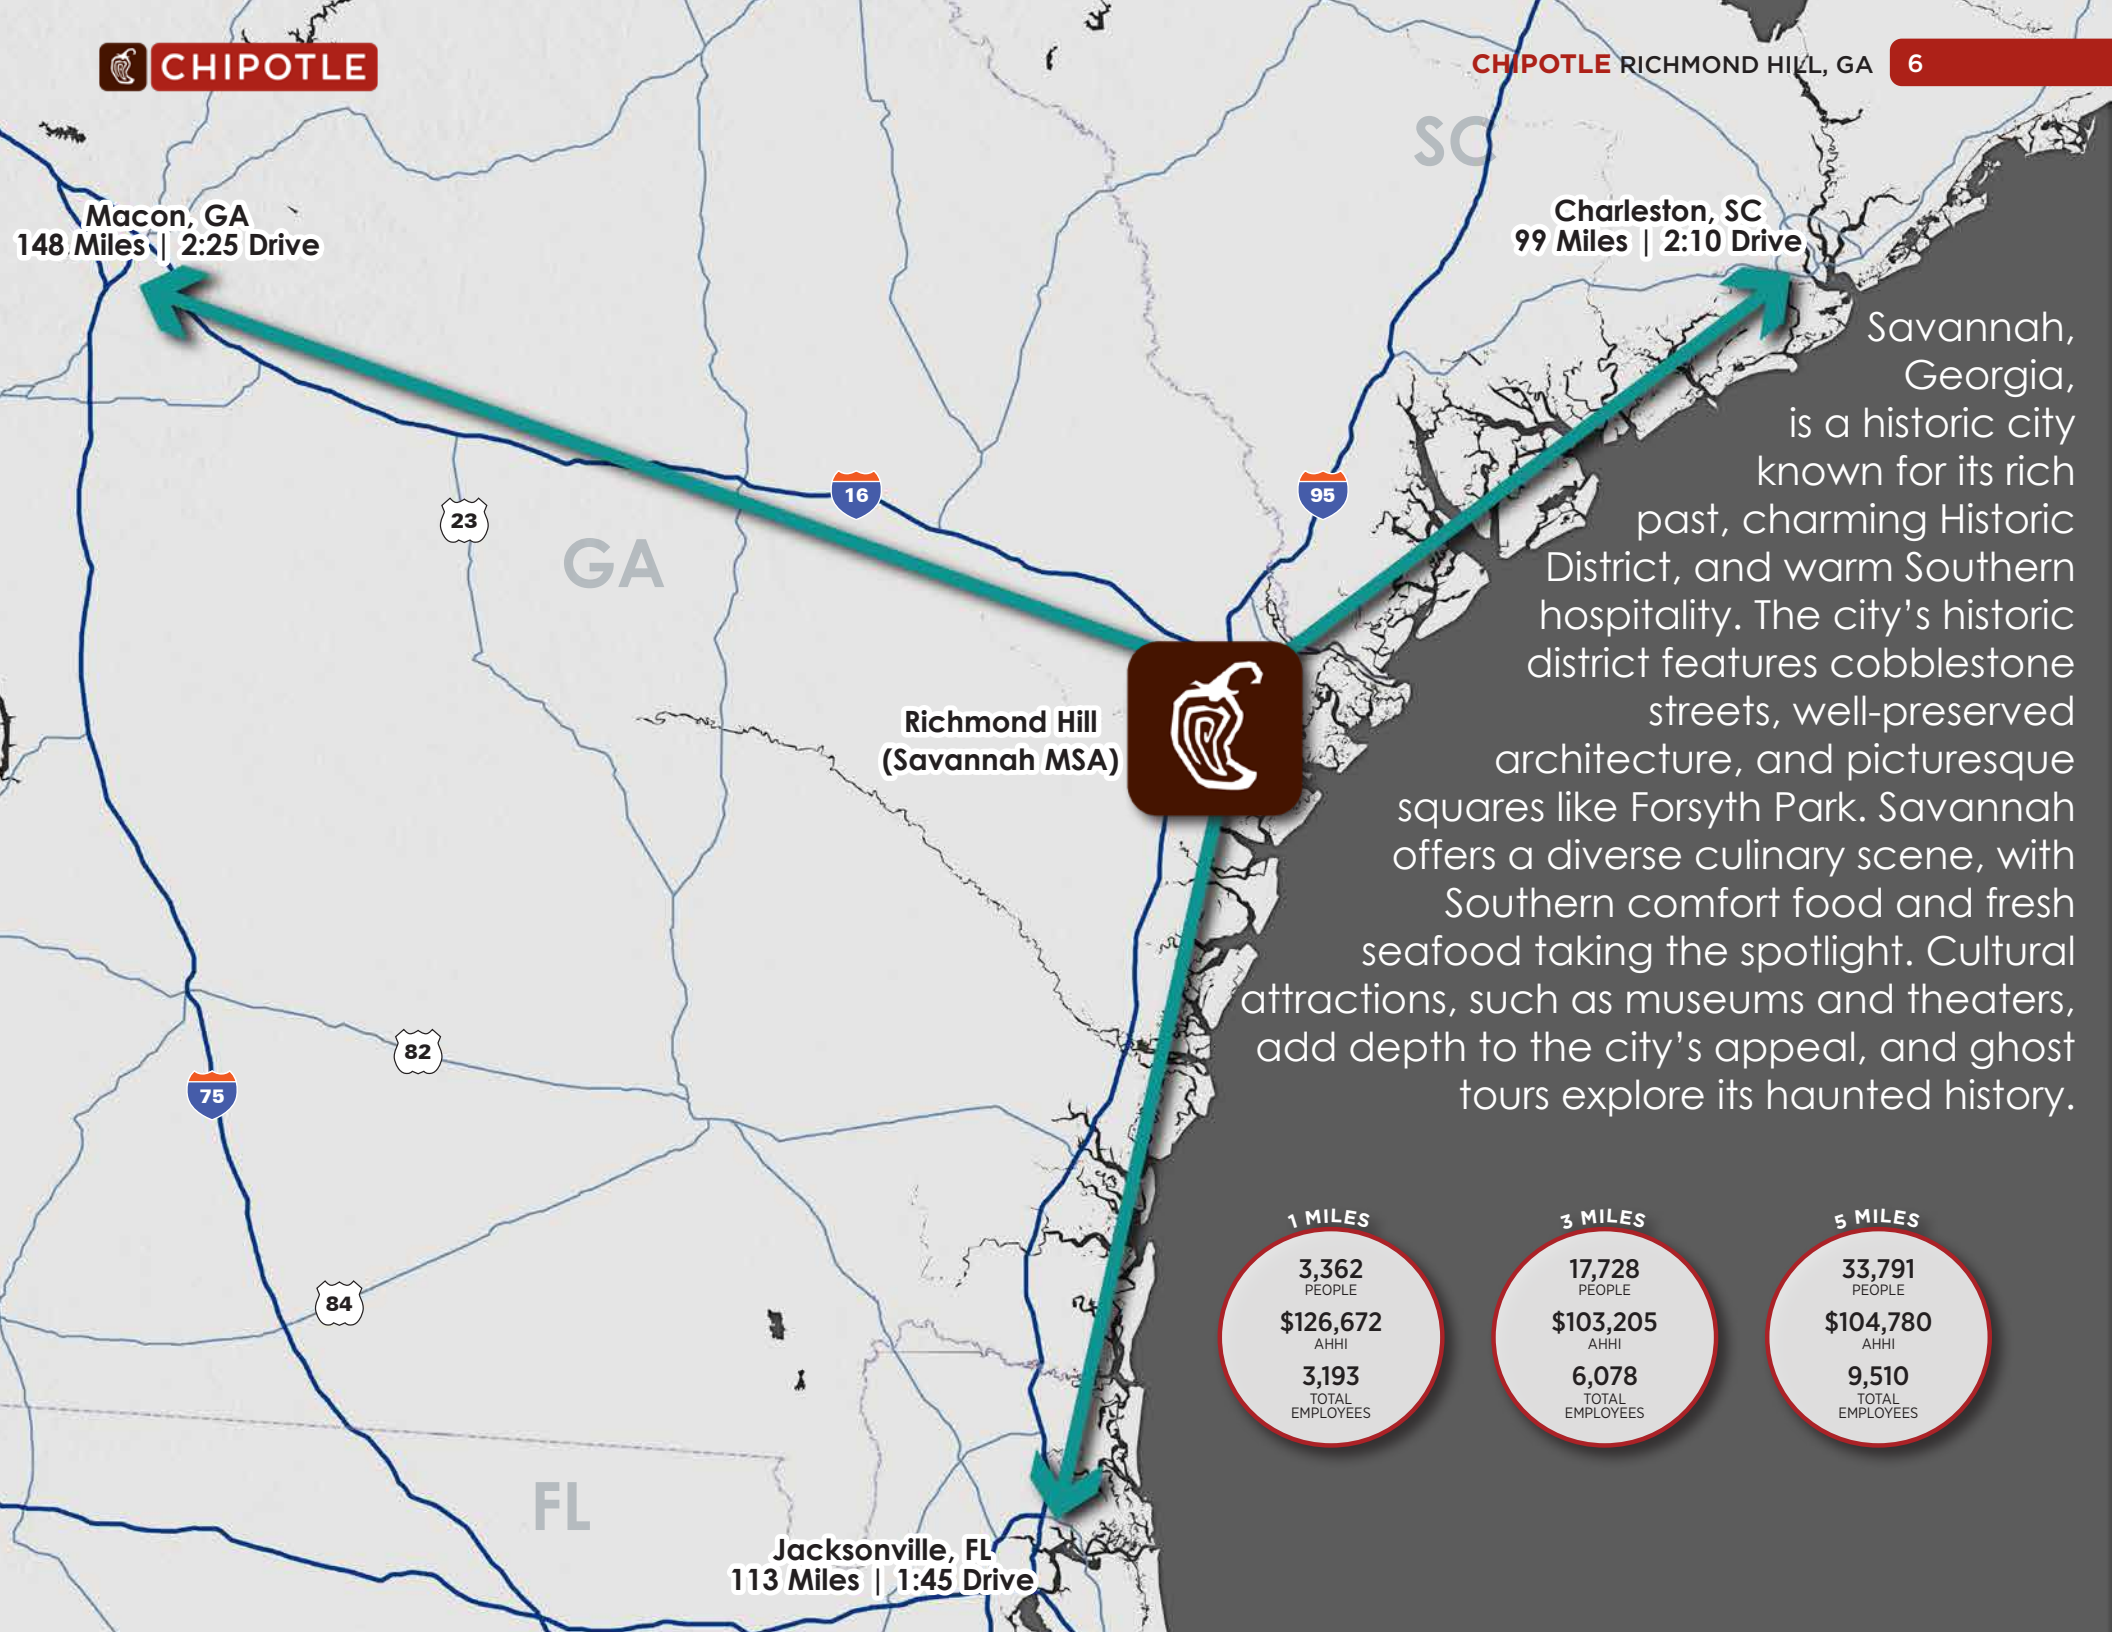 CHIPOTLE
CHIPOTLE RICHMOND HILL, GA 6
SC
Macon, GA
148 Miles | 2:25 Drive
Charleston, SC
99 Miles | 2:10 Drive
Savannah,
Georgia,
is a historic city
known for its rich
past, charming Historic
District, and warm Southern
hospitality. The city’s historic
district features cobblestone
streets, well-preserved
architecture, and picturesque
squares like Forsyth Park. Savannah
offers a diverse culinary scene, with
Southern comfort food and fresh
seafood taking the spotlight. Cultural
attractions, such as museums and theaters,
add depth to the city’s appeal, and ghost
tours explore its haunted history.
16
95
23
GA
Richmond Hill
(Savannah MSA)
82
75
84
FL
Jacksonville, FL
113 Miles | 1:45 Drive
1 MILES
3,362
PEOPLE
$126,672
AHHI
3,193
TOTAL
EMPLOYEES
3 MILES
17,728
PEOPLE
$103,205
AHHI
6,078
TOTAL
EMPLOYEES
5 MILES
33,791
PEOPLE
$104,780
AHHI
9,510
TOTAL
EMPLOYEES